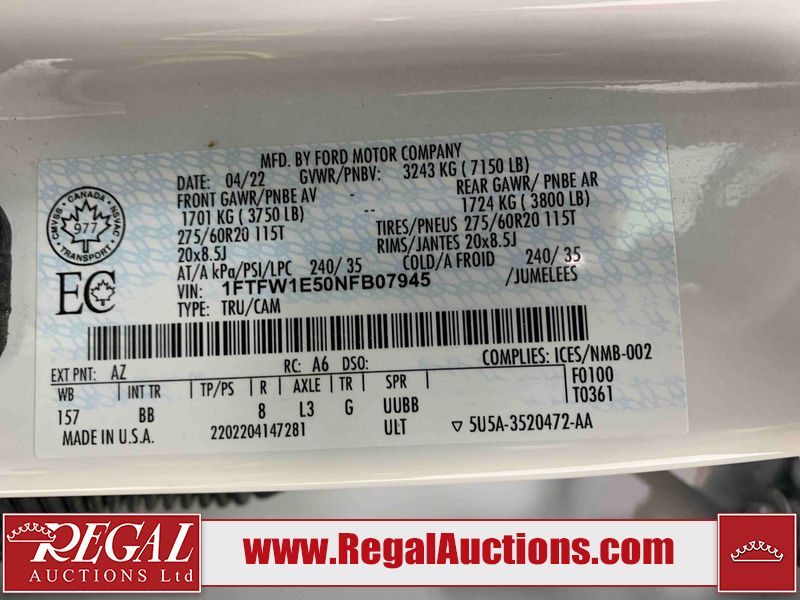 MFD. BY FORD MOTOR COMPANY
DATE: 04/22 GVWR/PNBV: 3243 KG ( 7150 LB)
FRONT GAWR/PNBE AV - REAR GAWR/ PNBE AR
1701 KG ( 3750 LB) -- 1724 KG ( 3800 LB)
275/60R20 115T TIRES/PNEUS 275/60R20 115T
20x8.5J RIMS/JANTES 20x8.5J
AT/A kPa/PSI/LPC 240/ 35 COLD/A FROID 240/ 35
VIN: 1FTFW1E50NFB07945 /JUMELEES
TYPE: TRU/CAM
CANADA
CMVSS NSVAC
977
TRANSPORT
EC
EXT PNT: AZ RC: A6 DSO: COMPLIES: ICES/NMB-002
WB INT TR TP/PS R AXLE TR SPR F0100
157 BB 8 L3 G UUBB T0361
MADE IN U.S.A. 2202204147281 ULT ▽ 5U5A-3520472-AA
REGAL
AUCTIONS Ltd
www.RegalAuctions.com